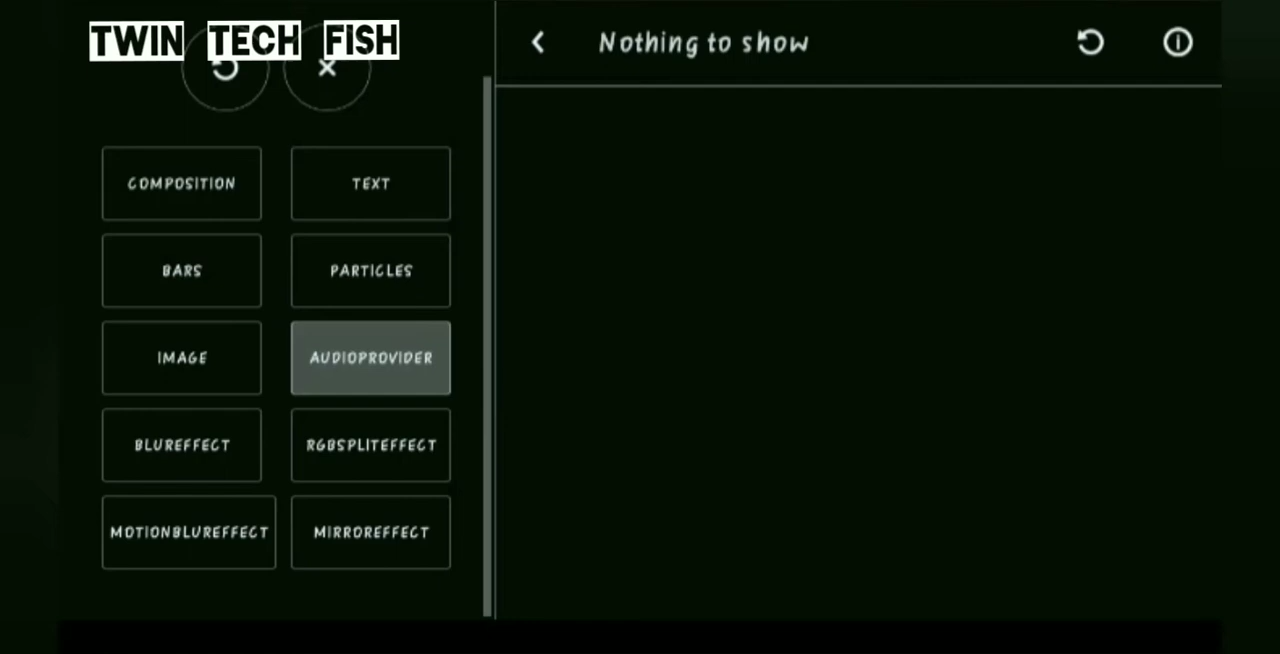 TWIN TECH FISH
Nothing to show
COMPOSITION
TEXT
BARS
PARTICLES
IMAGE
AUDIOPROVIDER
BLUREFFECT
RGBSPLITEFFECT
MOTIONBLUREFFECT
MIRROREFFECT